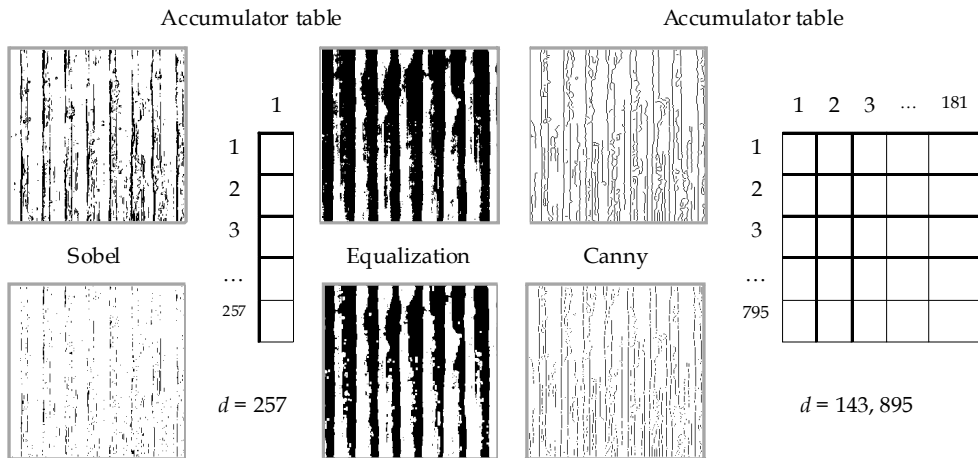 Accumulator table
Accumulator table
1
1
2
3
...
257
1 2 3 ... 181
1
2
3
...
795
Sobel
Equalization
Canny
d = 257
d = 143, 895